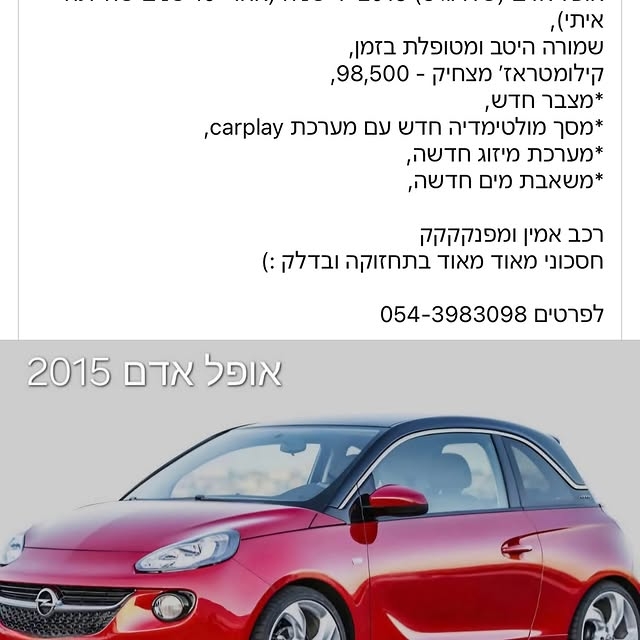 איתי),
שמורה היטב ומטופלת בזמן,
קילומטראז׳ מצחיק - 98,500,
*מצבר חדש,
*מסך מולטימדיה חדש עם מערכת carplay,
*מערכת מיזוג חדשה,
*משאבת מים חדשה,
רכב אמין ומפנקקקק
חסכוני מאוד מאוד בתחזוקה ובדלק :)
לפרטים 054-3983098
אופל אדם 2015